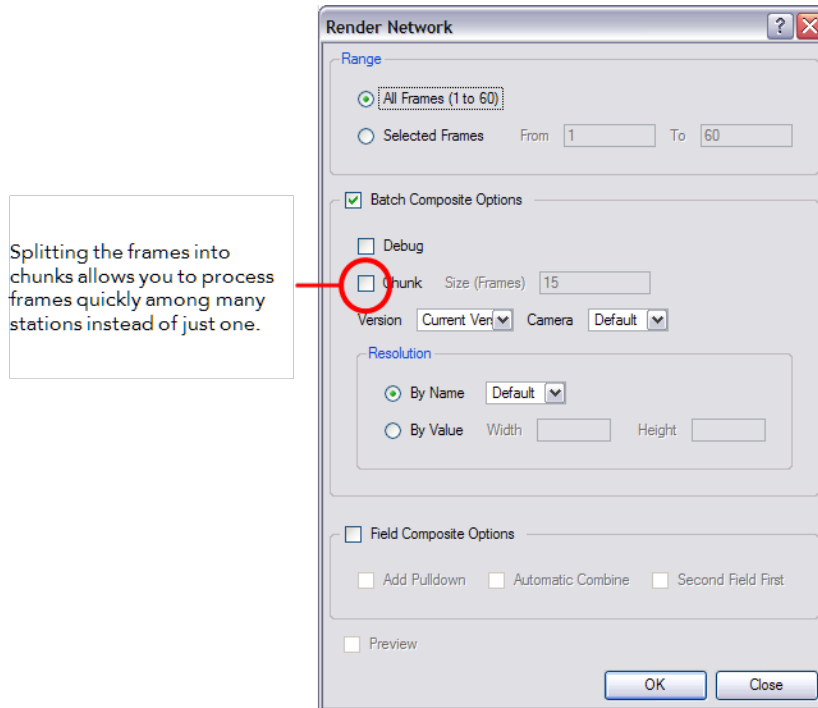 Render Network
Range
All Frames (1 to 60)
Selected Frames From 1 To 60
Batch Composite Options
Debug
Splitting the frames into
chunks allows you to process
frames quickly among many
stations instead of just one.
Chunk Size (Frames) 15
Version Current Ver Camera Default
Resolution
By Name Default
By Value Width Height
Field Composite Options
Add Pulldown Automatic Combine Second Field First
Preview
OK Close